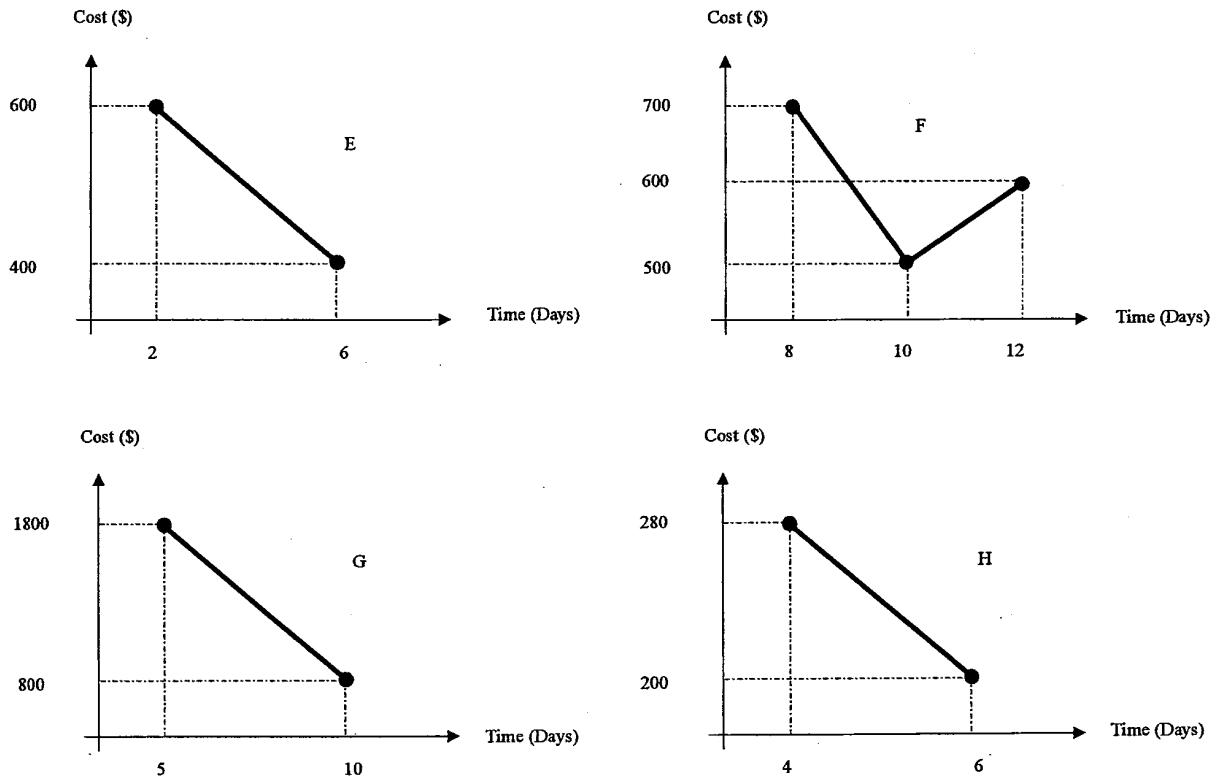 Cost ($)
600
E
400
Time (Days)
2 6
Cost ($)
700
F
600
500
Time (Days)
8 10 12
Cost ($)
1800
G
800
Time (Days)
5 10
Cost ($)
280
H
200
Time (Days)
4 6